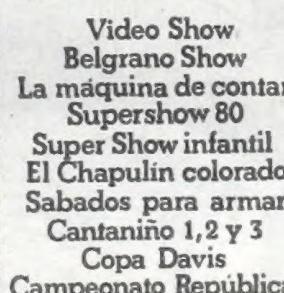 Video Show
Belgrano Show
La máquina de contar
Supershow 80
Super Show infantil
El Chapulín colorado
Sabados para armar
Cantaniño 1, 2 y 3
Copa Davis
Campeonato República